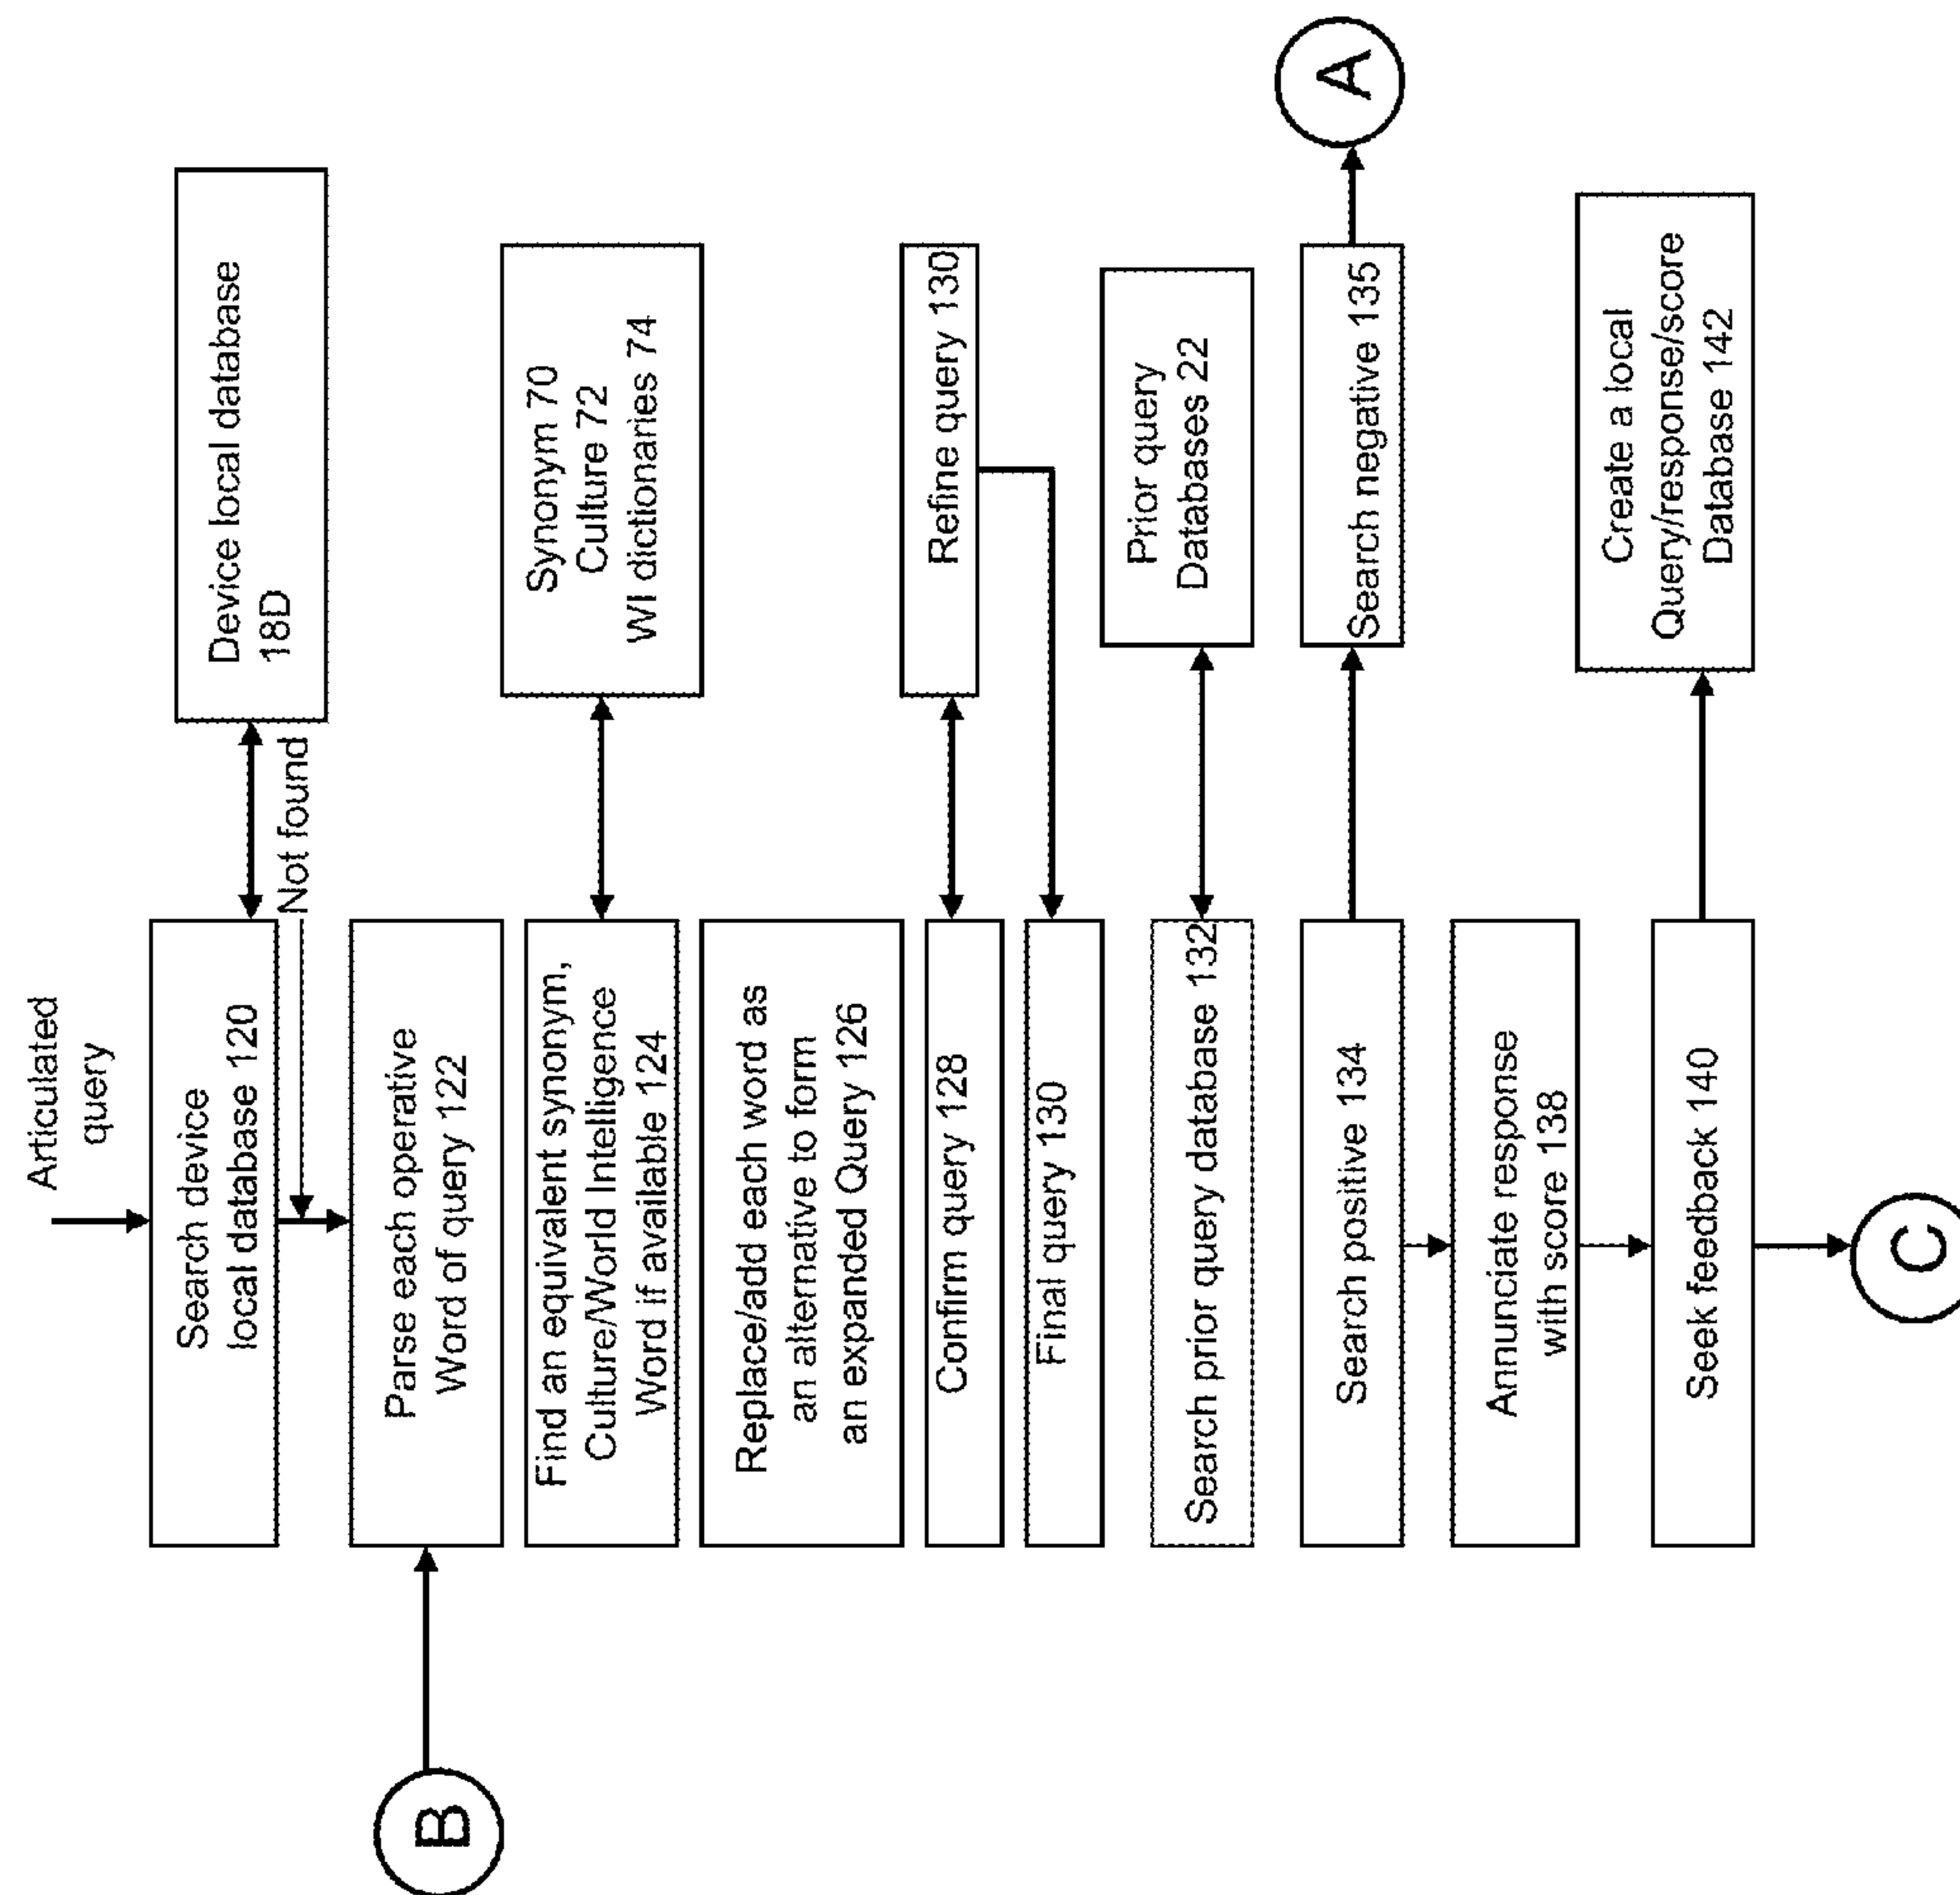 Articulated
query
Search device
local database 120
Device local database
18D
Not found
B
Parse each operative
Word of query 122
Find an equivalent synonym,
Culture/World Intelligence
Word if available 124
Synonym 70
Culture 72
WI dictionaries 74
Replace/add each word as
an alternative to form
an expanded Query 126
Confirm query 128
Refine query 130
Final query 130
Search prior query database 132
Prior query
Databases 22
Search positive 134
Search negative 135
A
Annunciate response
with score 138
Seek feedback 140
Create a local
Query/response/score
Database 142
C